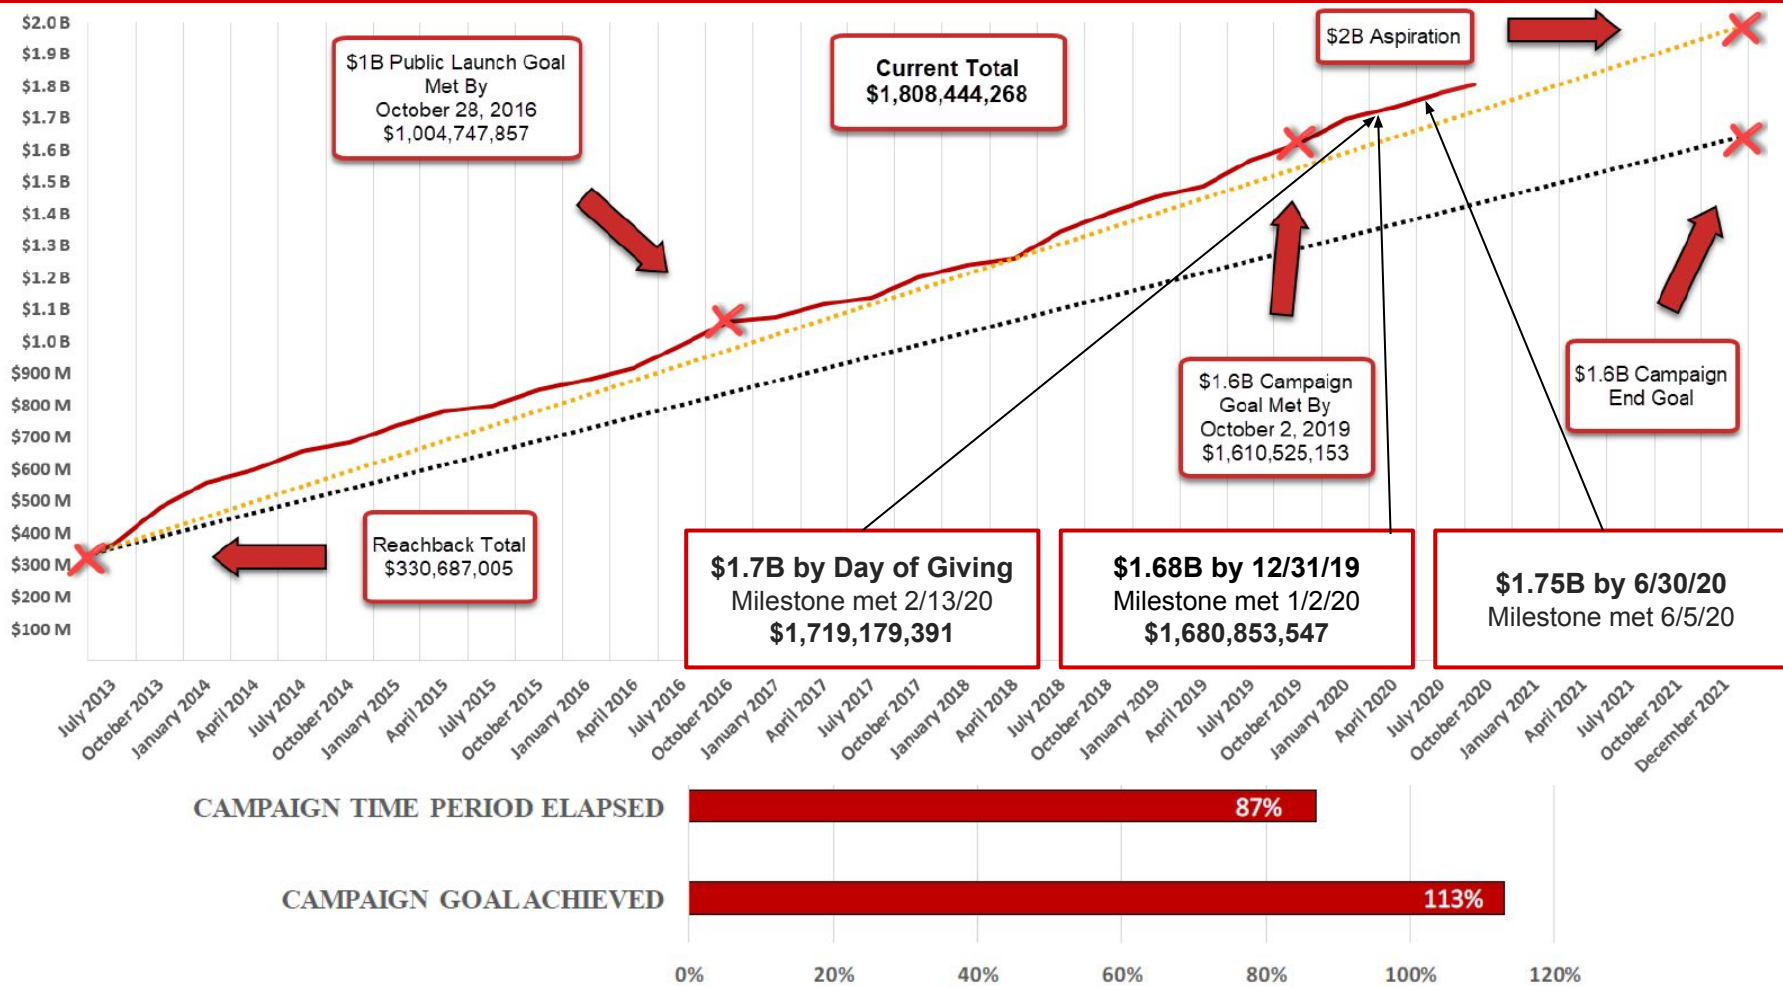 $2.0 B
$1.9 B
$1.8 B
$1.7 B
$1.6 B
$1.5 B
$1.4 B
$1.3 B
$1.2 B
$1.1 B
$1.0 B
$900 M
$800 M
$700 M
$600 M
$500 M
$400 M
$300 M
$200 M
$100 M
$1B Public Launch Goal
Met By
October 28, 2016
$1,004,747,857
Current Total
$1,808,444,268
$2B Aspiration
Reachback Total
$330,687,005
$1.6B Campaign
Goal Met By
October 2, 2019
$1,610,525,153
$1.6B Campaign
End Goal
$1.7B by Day of Giving
Milestone met 2/13/20
$1,719,179,391
$1.68B by 12/31/19
Milestone met 1/2/20
$1,680,853,547
$1.75B by 6/30/20
Milestone met 6/5/20
July 2013
October 2013
January 2014
April 2014
July 2014
October 2014
January 2015
April 2015
July 2015
October 2015
January 2016
April 2016
July 2016
October 2016
January 2017
April 2017
July 2017
October 2017
January 2018
April 2018
July 2018
October 2018
January 2019
April 2019
July 2019
October 2019
January 2020
April 2020
July 2020
October 2020
January 2021
April 2021
July 2021
October 2021
December 2021
CAMPAIGN TIME PERIOD ELAPSED
87%
CAMPAIGN GOAL ACHIEVED
113%
0%
20%
40%
60%
80%
100%
120%